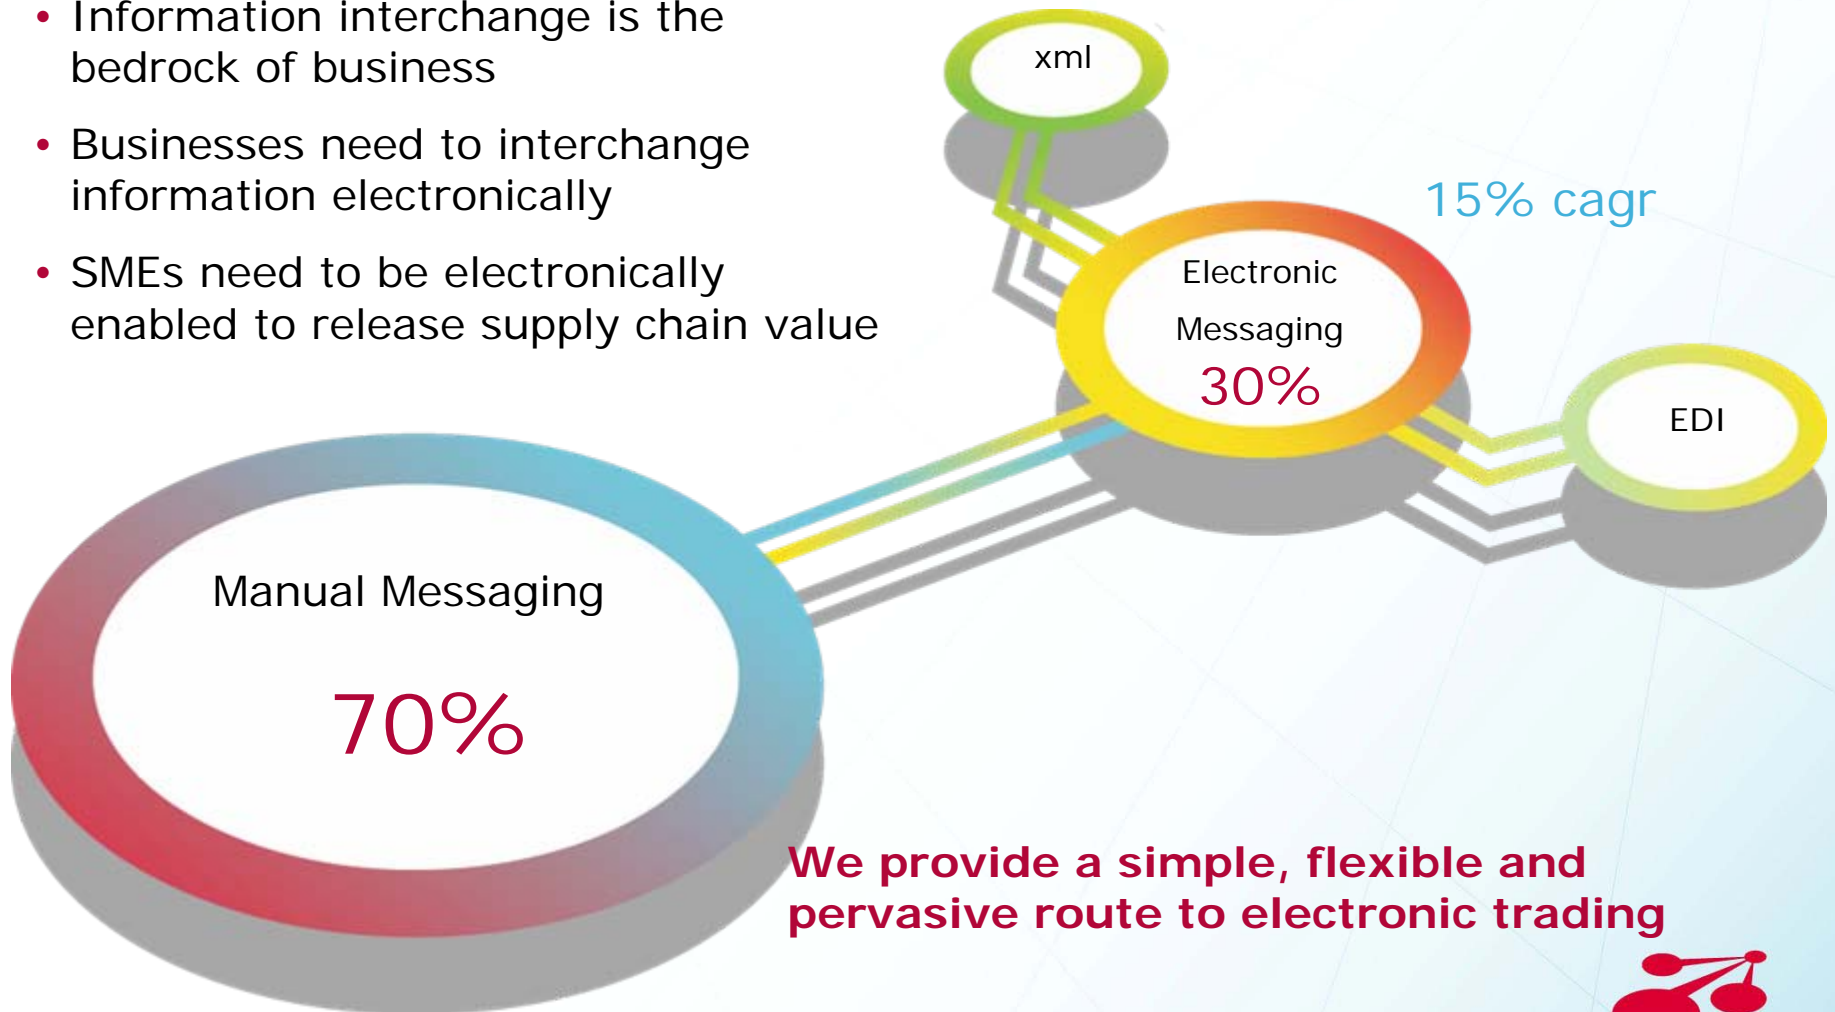 • Information interchange is the
bedrock of business
• Businesses need to interchange
information electronically
• SMEs need to be electronically
enabled to release supply chain value
xml
15% cagr
Electronic
Messaging
30%
EDI
Manual Messaging
70%
We provide a simple, flexible and
pervasive route to electronic trading